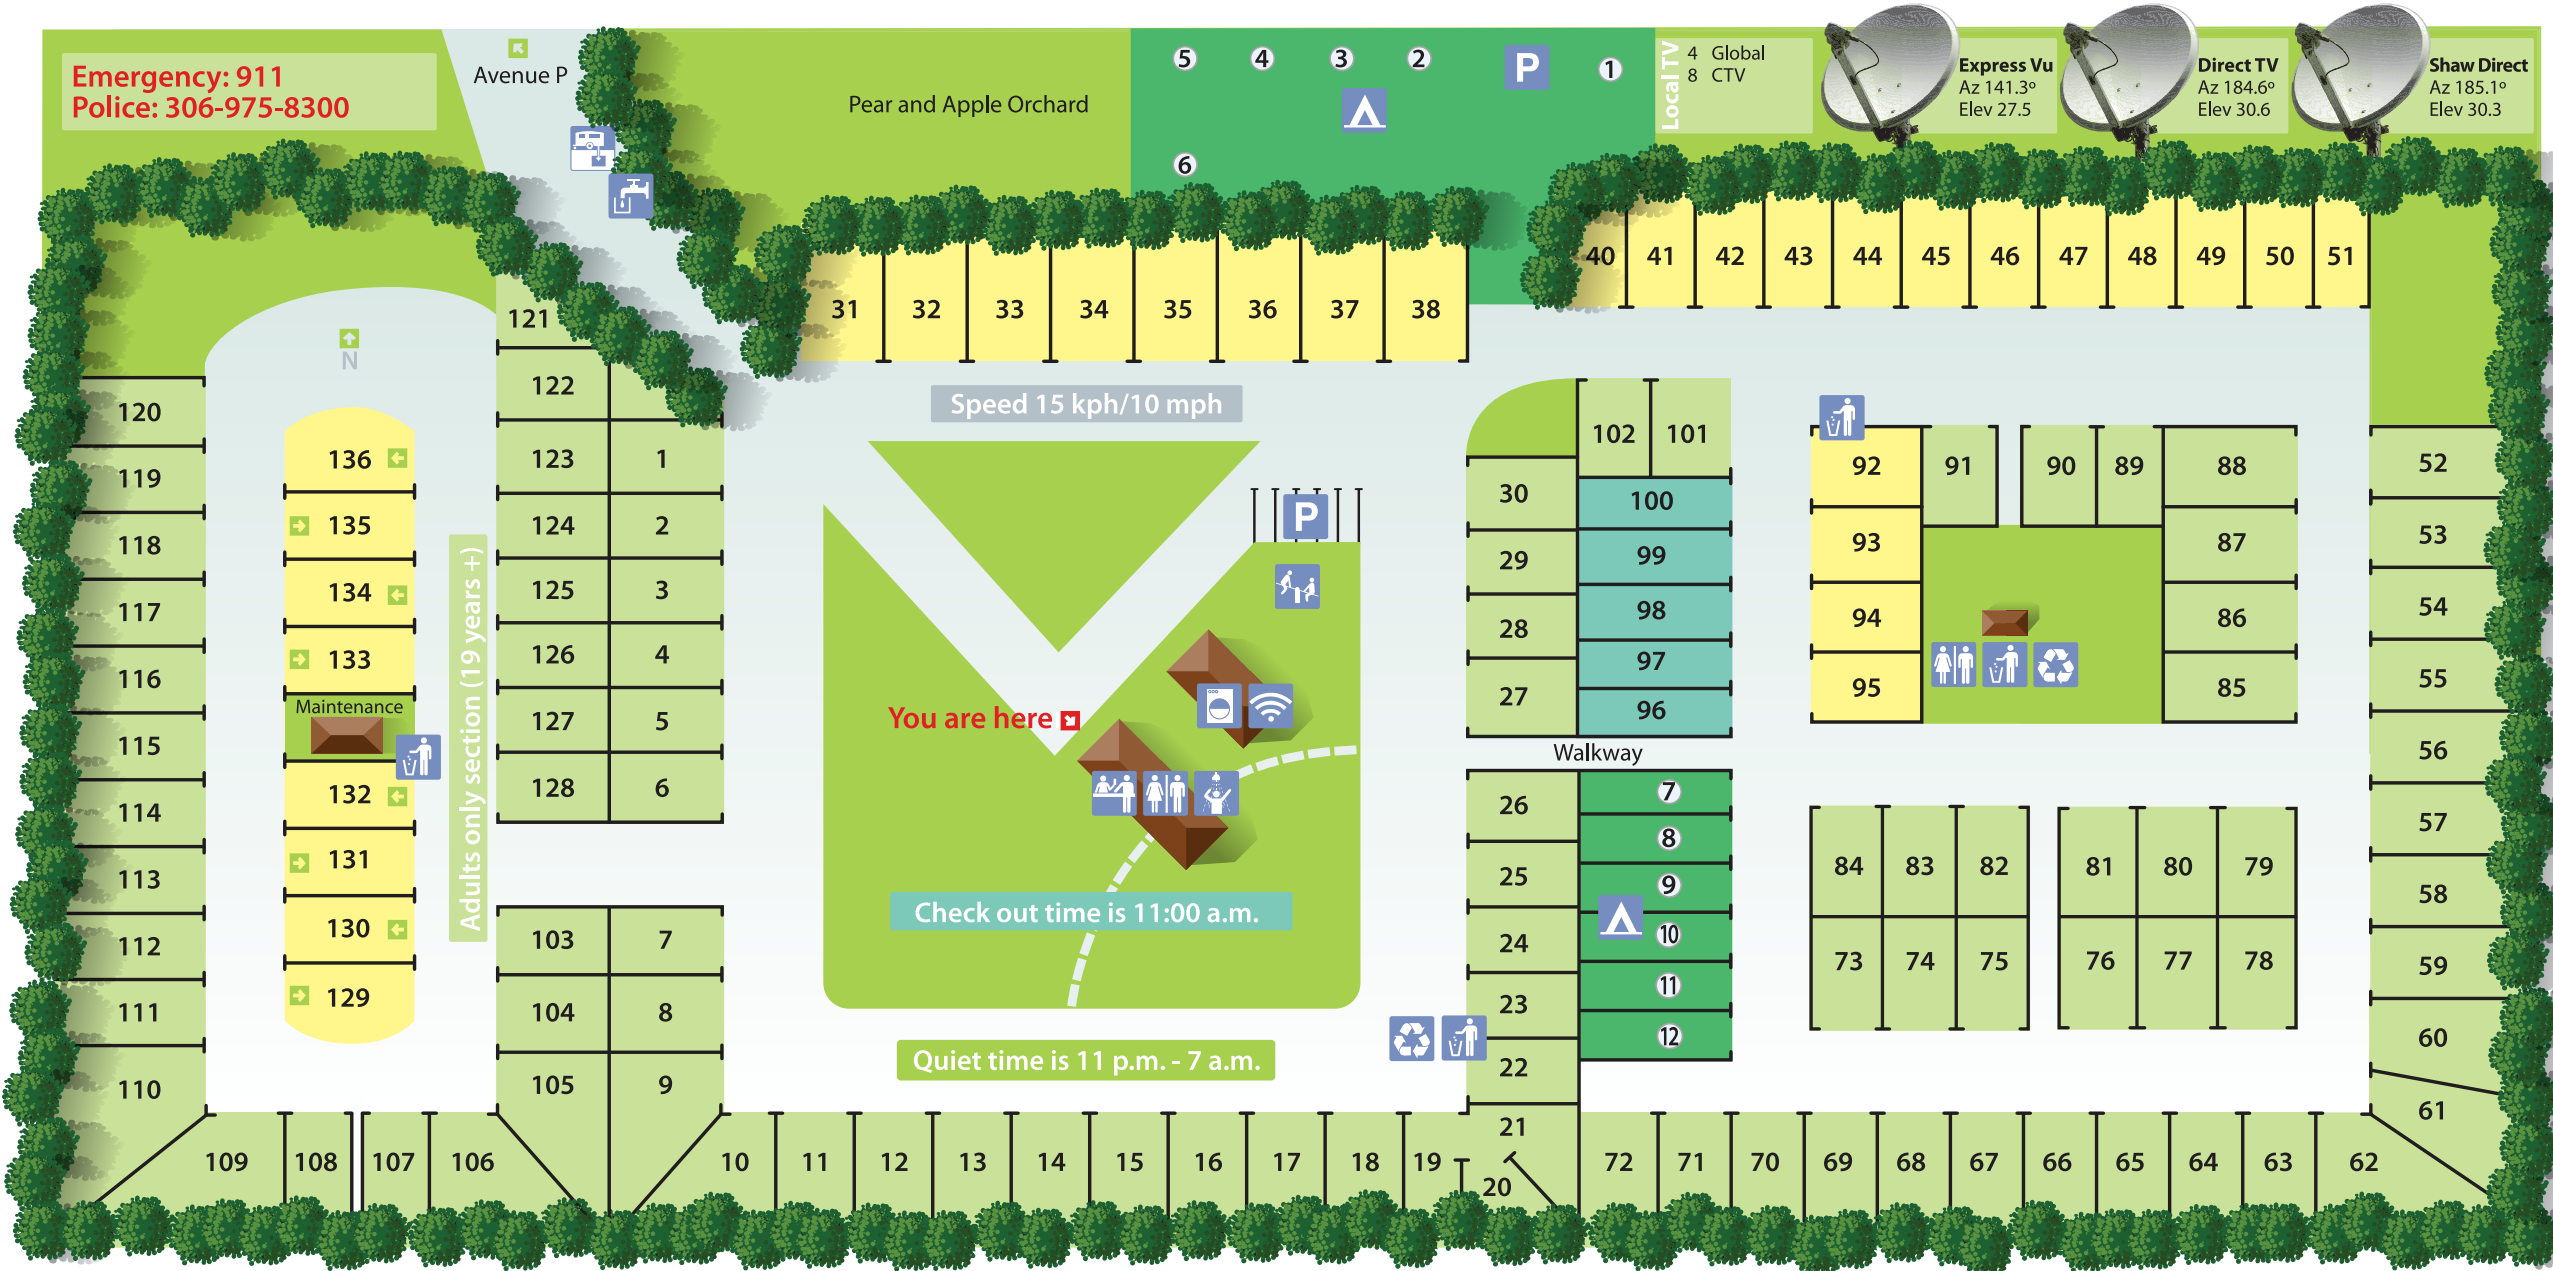 Emergency: 911
Police: 306-975-8300
Avenue P
Pear and Apple Orchard
5 4 3 2 P 1
6
Local TV
4 Global
8 CTV
Express Vu
Az 141.3º
Elev 27.5
Direct TV
Az 184.6º
Elev 30.6
Shaw Direct
Az 185.1º
Elev 30.3
40 41 42 43 44 45 46 47 48 49 50 51
31 32 33 34 35 36 37 38
N
121
122
123
124
125
126
127
128
1
2
3
4
5
6
120
119
118
117
116
115
114
113
112
111
110
136
135
134
133
Maintenance
132
131
130
129
Adults only section (19 years +)
103
104
105
7
8
9
Speed 15 kph/10 mph
P
You are here
Check out time is 11:00 a.m.
Quiet time is 11 p.m. - 7 a.m.
102 101
30
29
28
27
100
99
98
97
96
Walkway
26
25
24
23
22
21
20
7
8
9
10
11
12
92
93
94
95
91 90 89 88
87
86
85
84 83 82 81 80 79
73 74 75 76 77 78
52
53
54
55
56
57
58
59
60
61
109 108 107 106
10 11 12 13 14 15 16 17 18 19
72 71 70 69 68 67 66 65 64 63 62